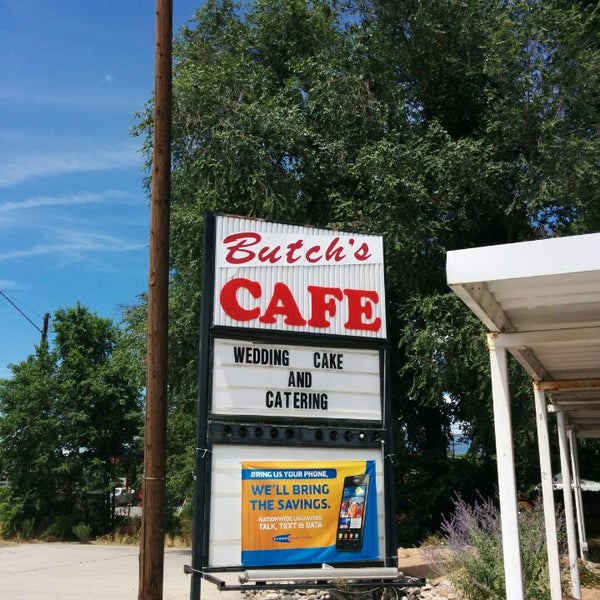 Butch's
CAFE
WEDDING CAKE
AND
CATERING
BRING US YOUR PHONE,
WE'LL BRING
THE SAVINGS.
NATIONWIDE UNLIMITED
TALK, TEXT & DATA